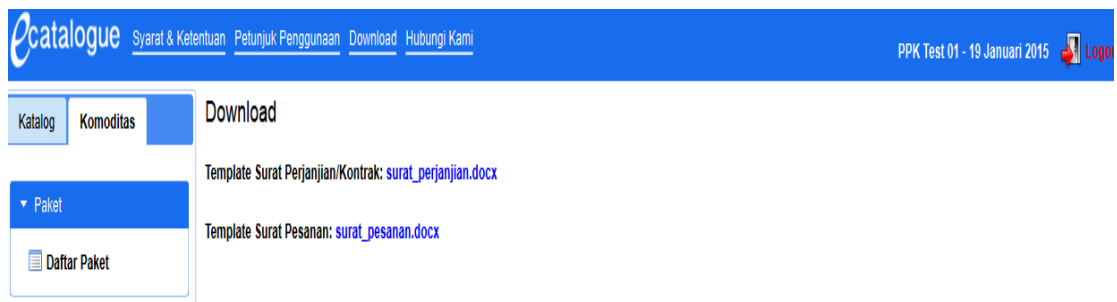 ecatalogue Syarat & Ketentuan Petunjuk Penggunaan Download Hubungi Kami
PPK Test 01 - 19 Januari 2015 Logou
Katalog Komoditas
Download
Template Surat Perjanjian/Kontrak: surat_perjanjian.docx
Paket
Template Surat Pesanan: surat_pesanan.docx
Daftar Paket